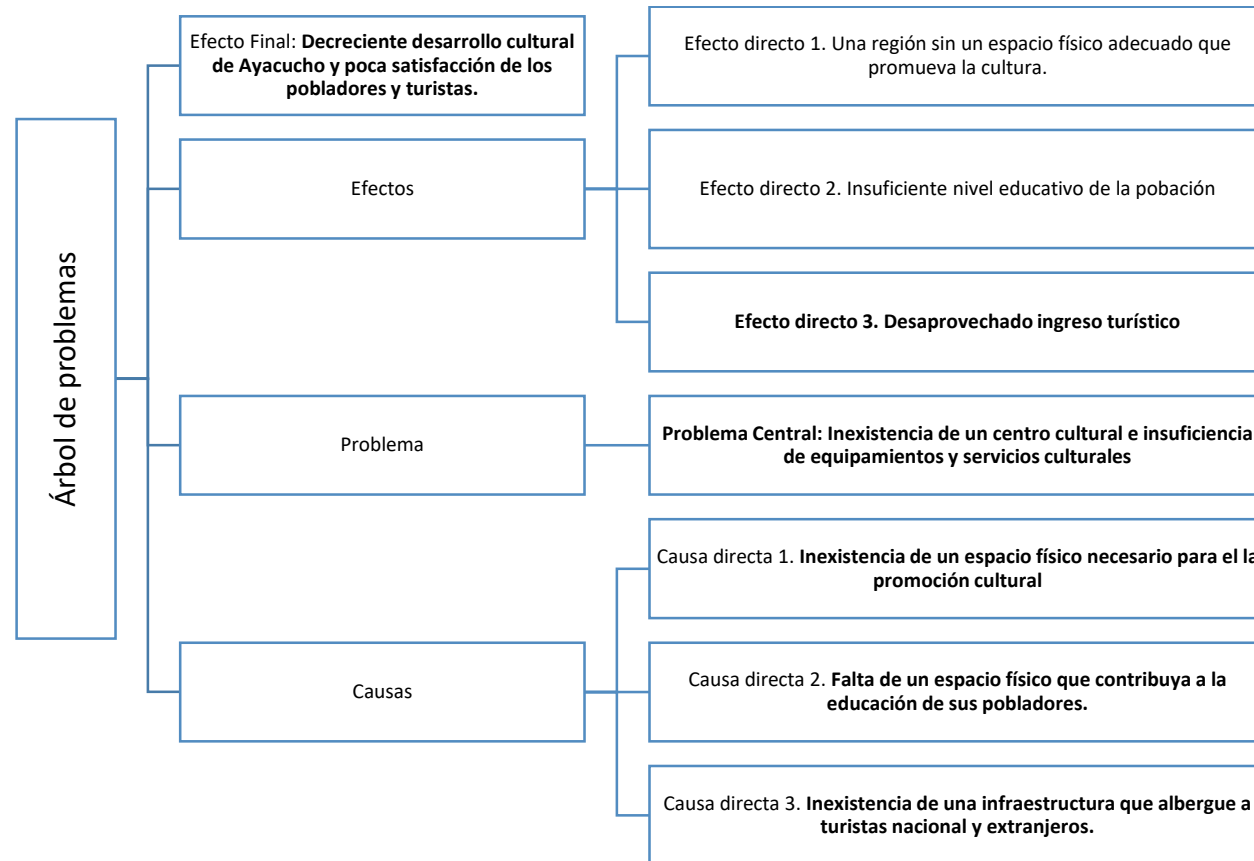 Árbol de problemas
Efecto Final: Decreciente desarrollo cultural
de Ayacucho y poca satisfacción de los
pobladores y turistas.
Efectos
Efecto directo 1. Una región sin un espacio físico adecuado que
promueva la cultura.
Efecto directo 2. Insuficiente nivel educativo de la pobación
Efecto directo 3. Desaprovechado ingreso turístico
Problema
Problema Central: Inexistencia de un centro cultural e insuficiencia
de equipamientos y servicios culturales
Causas
Causa directa 1. Inexistencia de un espacio físico necesario para el la
promoción cultural
Causa directa 2. Falta de un espacio físico que contribuya a la
educación de sus pobladores.
Causa directa 3. Inexistencia de una infraestructura que albergue a
turistas nacional y extranjeros.